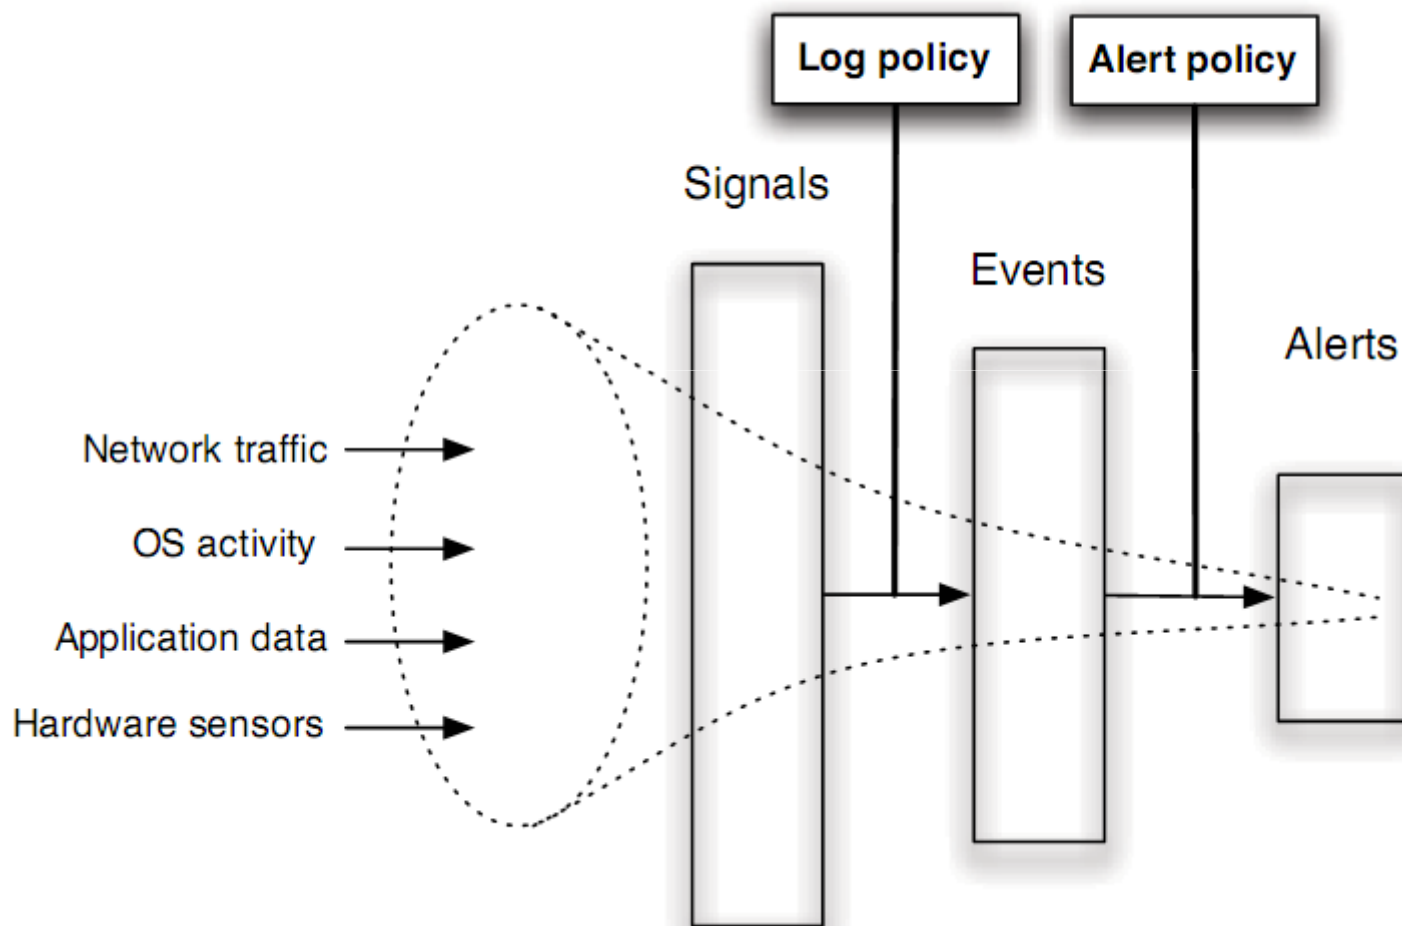 Log policy
Alert policy
Signals
Events
Alerts
Network traffic
OS activity
Application data
Hardware sensors